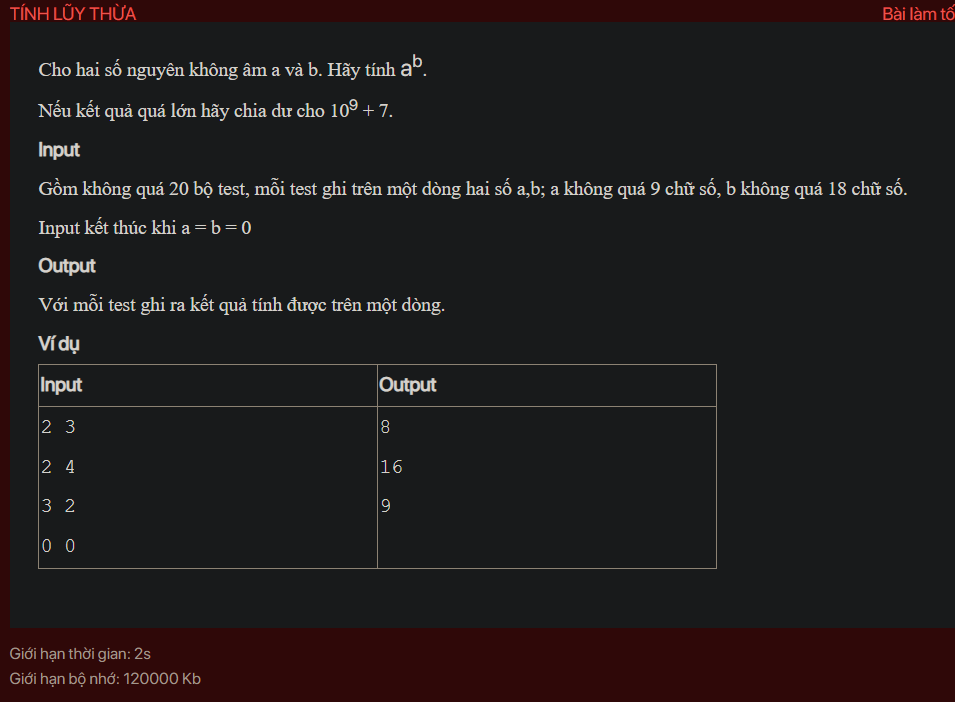 TÍNH LŨY THỪA
Bài làm tố
Cho hai số nguyên không âm a và b. Hãy tính a^b.
Nếu kết quả quá lớn hãy chia dư cho 10^9 + 7.
Input
Gồm không quá 20 bộ test, mỗi test ghi trên một dòng hai số a,b; a không quá 9 chữ số, b không quá 18 chữ số.
Input kết thúc khi a = b = 0
Output
Với mỗi test ghi ra kết quả tính được trên một dòng.
Ví dụ
Input Output
2 3 8
2 4 16
3 2 9
0 0
Giới hạn thời gian: 2s
Giới hạn bộ nhớ: 120000 Kb